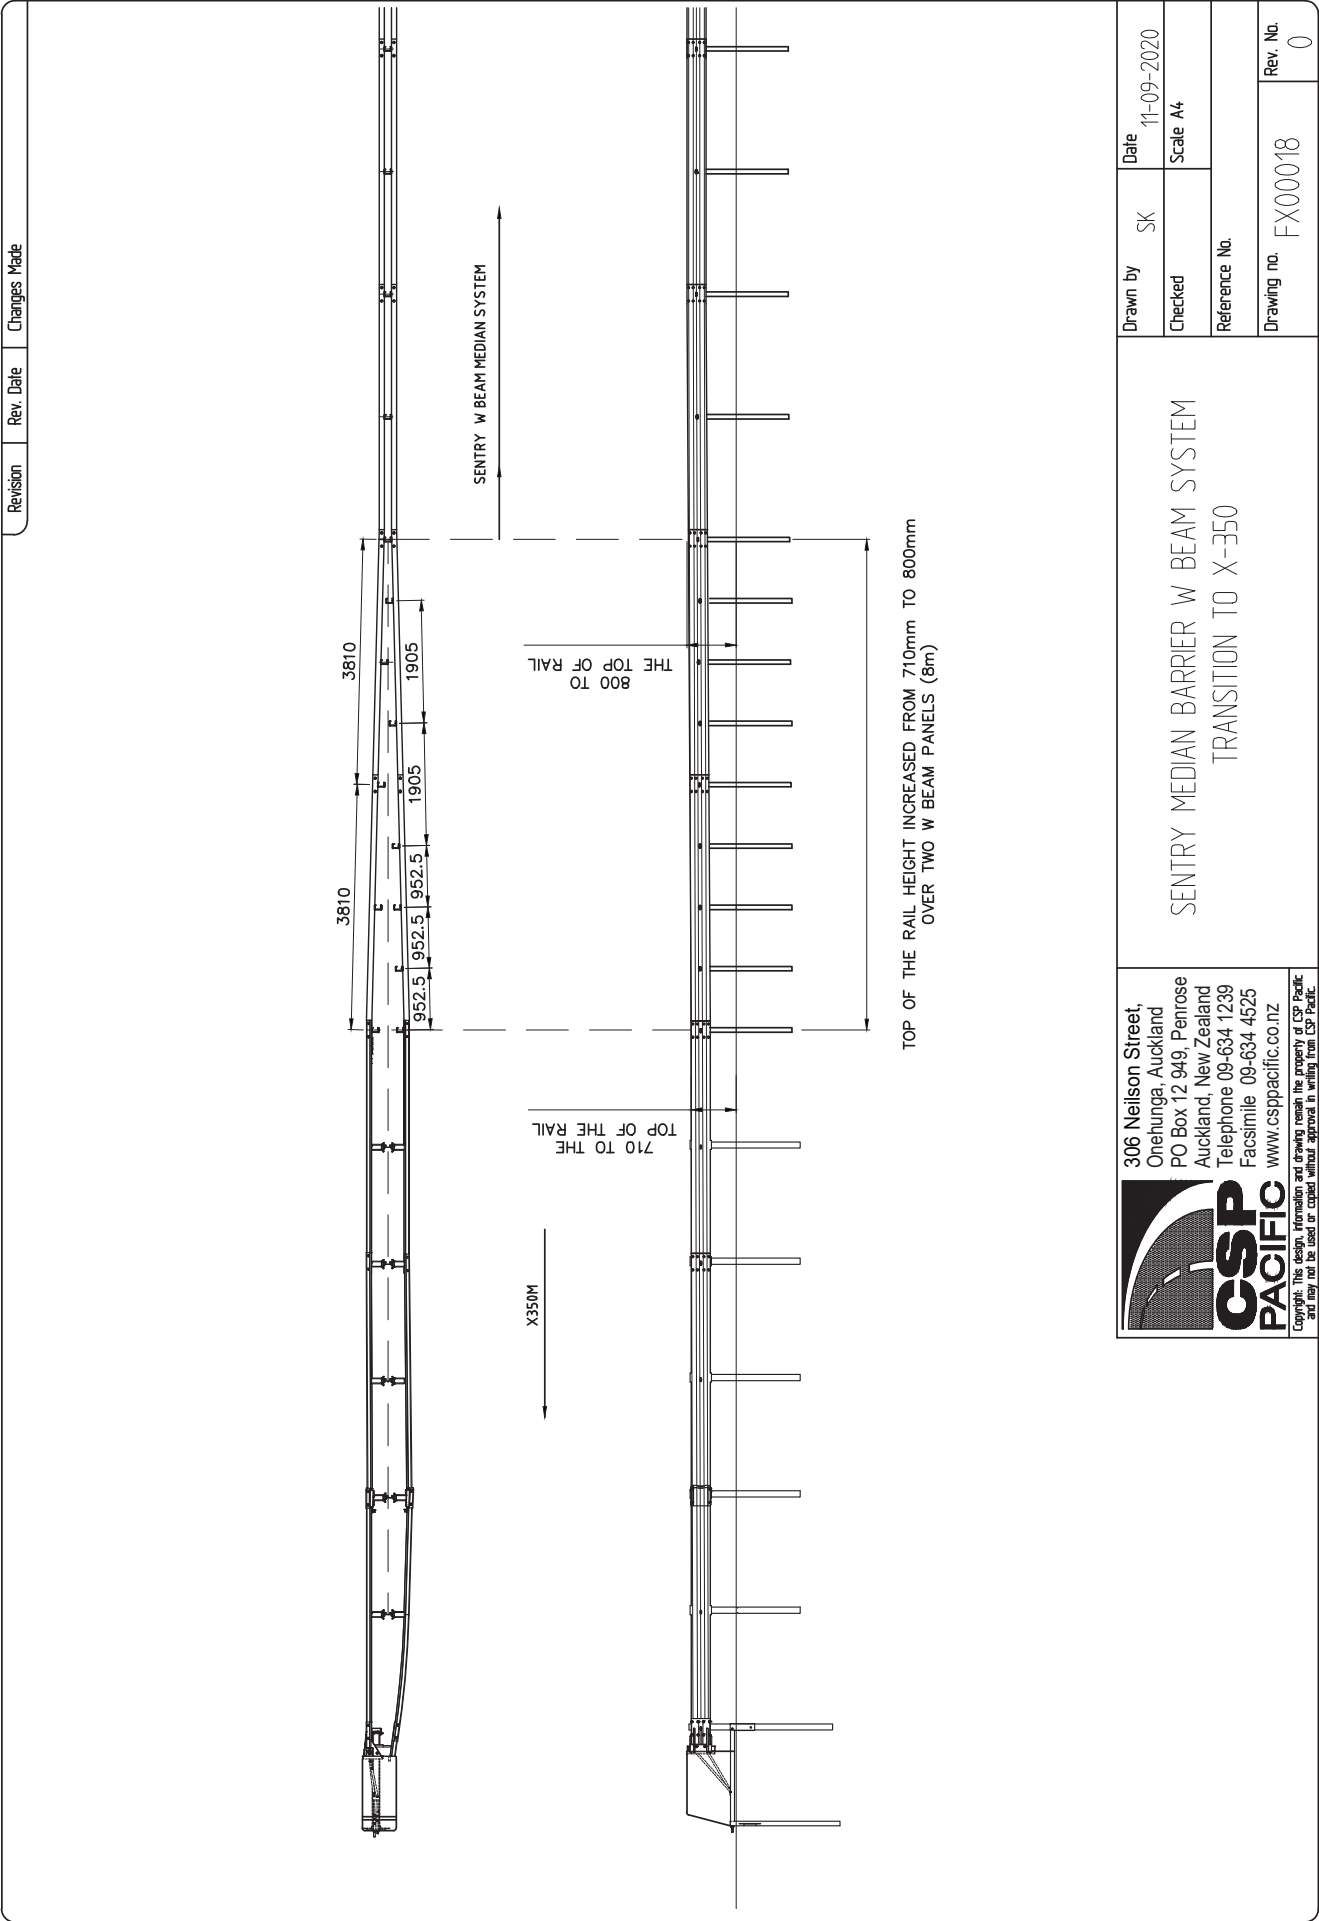 Revision
Rev. Date
Changes Made
3810
3810
952.5
952.5
952.5
1905
1905
SENTRY W BEAM MEDIAN SYSTEM
X350M
710 TO THE
TOP OF THE RAIL
800 TO
THE TOP OF RAIL
TOP OF THE RAIL HEIGHT INCREASED FROM 710mm TO 800mm
OVER TWO W BEAM PANELS (8m)
CSP
PACIFIC
306 Neilson Street,
Onehunga, Auckland
PO Box 12 949, Penrose
Auckland, New Zealand
Telephone 09-634 1239
Facsimile 09-634 4525
www.csppacific.co.nz
Copyright: This design, information and drawing remain the property of CSP Pacific
and may not be used or copied without approval in writing from CSP Pacific.
SENTRY MEDIAN BARRIER W BEAM SYSTEM
TRANSITION TO X-350
Drawn by SK
Date 11-09-2020
Checked
Scale A4
Reference No.
Drawing no. FX00018
Rev. No. 0